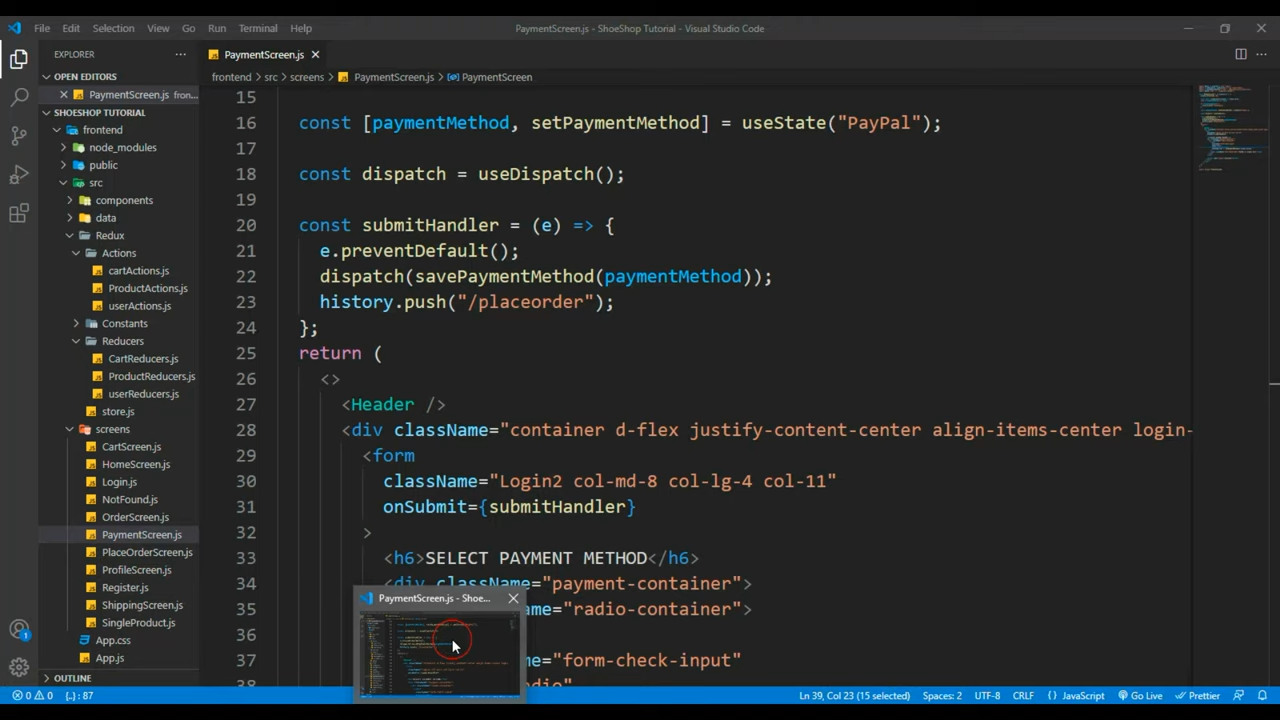 File Edit Selection View Go Run Terminal Help
PaymentScreen.js - ShoeShop Tutorial - Visual Studio Code
EXPLORER
OPEN EDITORS
PaymentScreen.js fron...
SHOESHOP TUTORIAL
frontend
node_modules
public
src
components
data
Redux
Actions
cartActions.js
ProductActions.js
userActions.js
Constants
Reducers
CartReducers.js
ProductReducers.js
userReducers.js
store.js
screens
CartScreen.js
HomeScreen.js
Login.js
NotFound.js
OrderScreen.js
PaymentScreen.js
PlaceOrderScreen.js
ProfileScreen.js
Register.js
ShippingScreen.js
SingleProduct.js
App.css
App.js
OUTLINE
1
PaymentScreen.js
frontend > src > screens > PaymentScreen.js > PaymentScreen
15
16 const [paymentMethod, setPaymentMethod] = useState("PayPal");
17
18 const dispatch = useDispatch();
19
20 const submitHandler = (e) => {
21 e.preventDefault();
22 dispatch(savePaymentMethod(paymentMethod));
23 history.push("/placeorder");
24 };
25 return (
26 <>
27 <Header />
28 <div className="container d-flex justify-content-center align-items-center login-
29 <form
30 className="Login2 col-md-8 col-lg-4 col-11"
31 onSubmit={submitHandler}
32 >
33 <h6>SELECT PAYMENT METHOD</h6>
34 <div className="payment-container">
35 me="radio-container">
36
37 me="form-check-input"
38
PaymentScreen.js - Shoe...
0 0 {.} : 87
Ln 39, Col 23 (15 selected) Spaces: 2 UTF-8 CRLF {} JavaScript Go Live Prettier